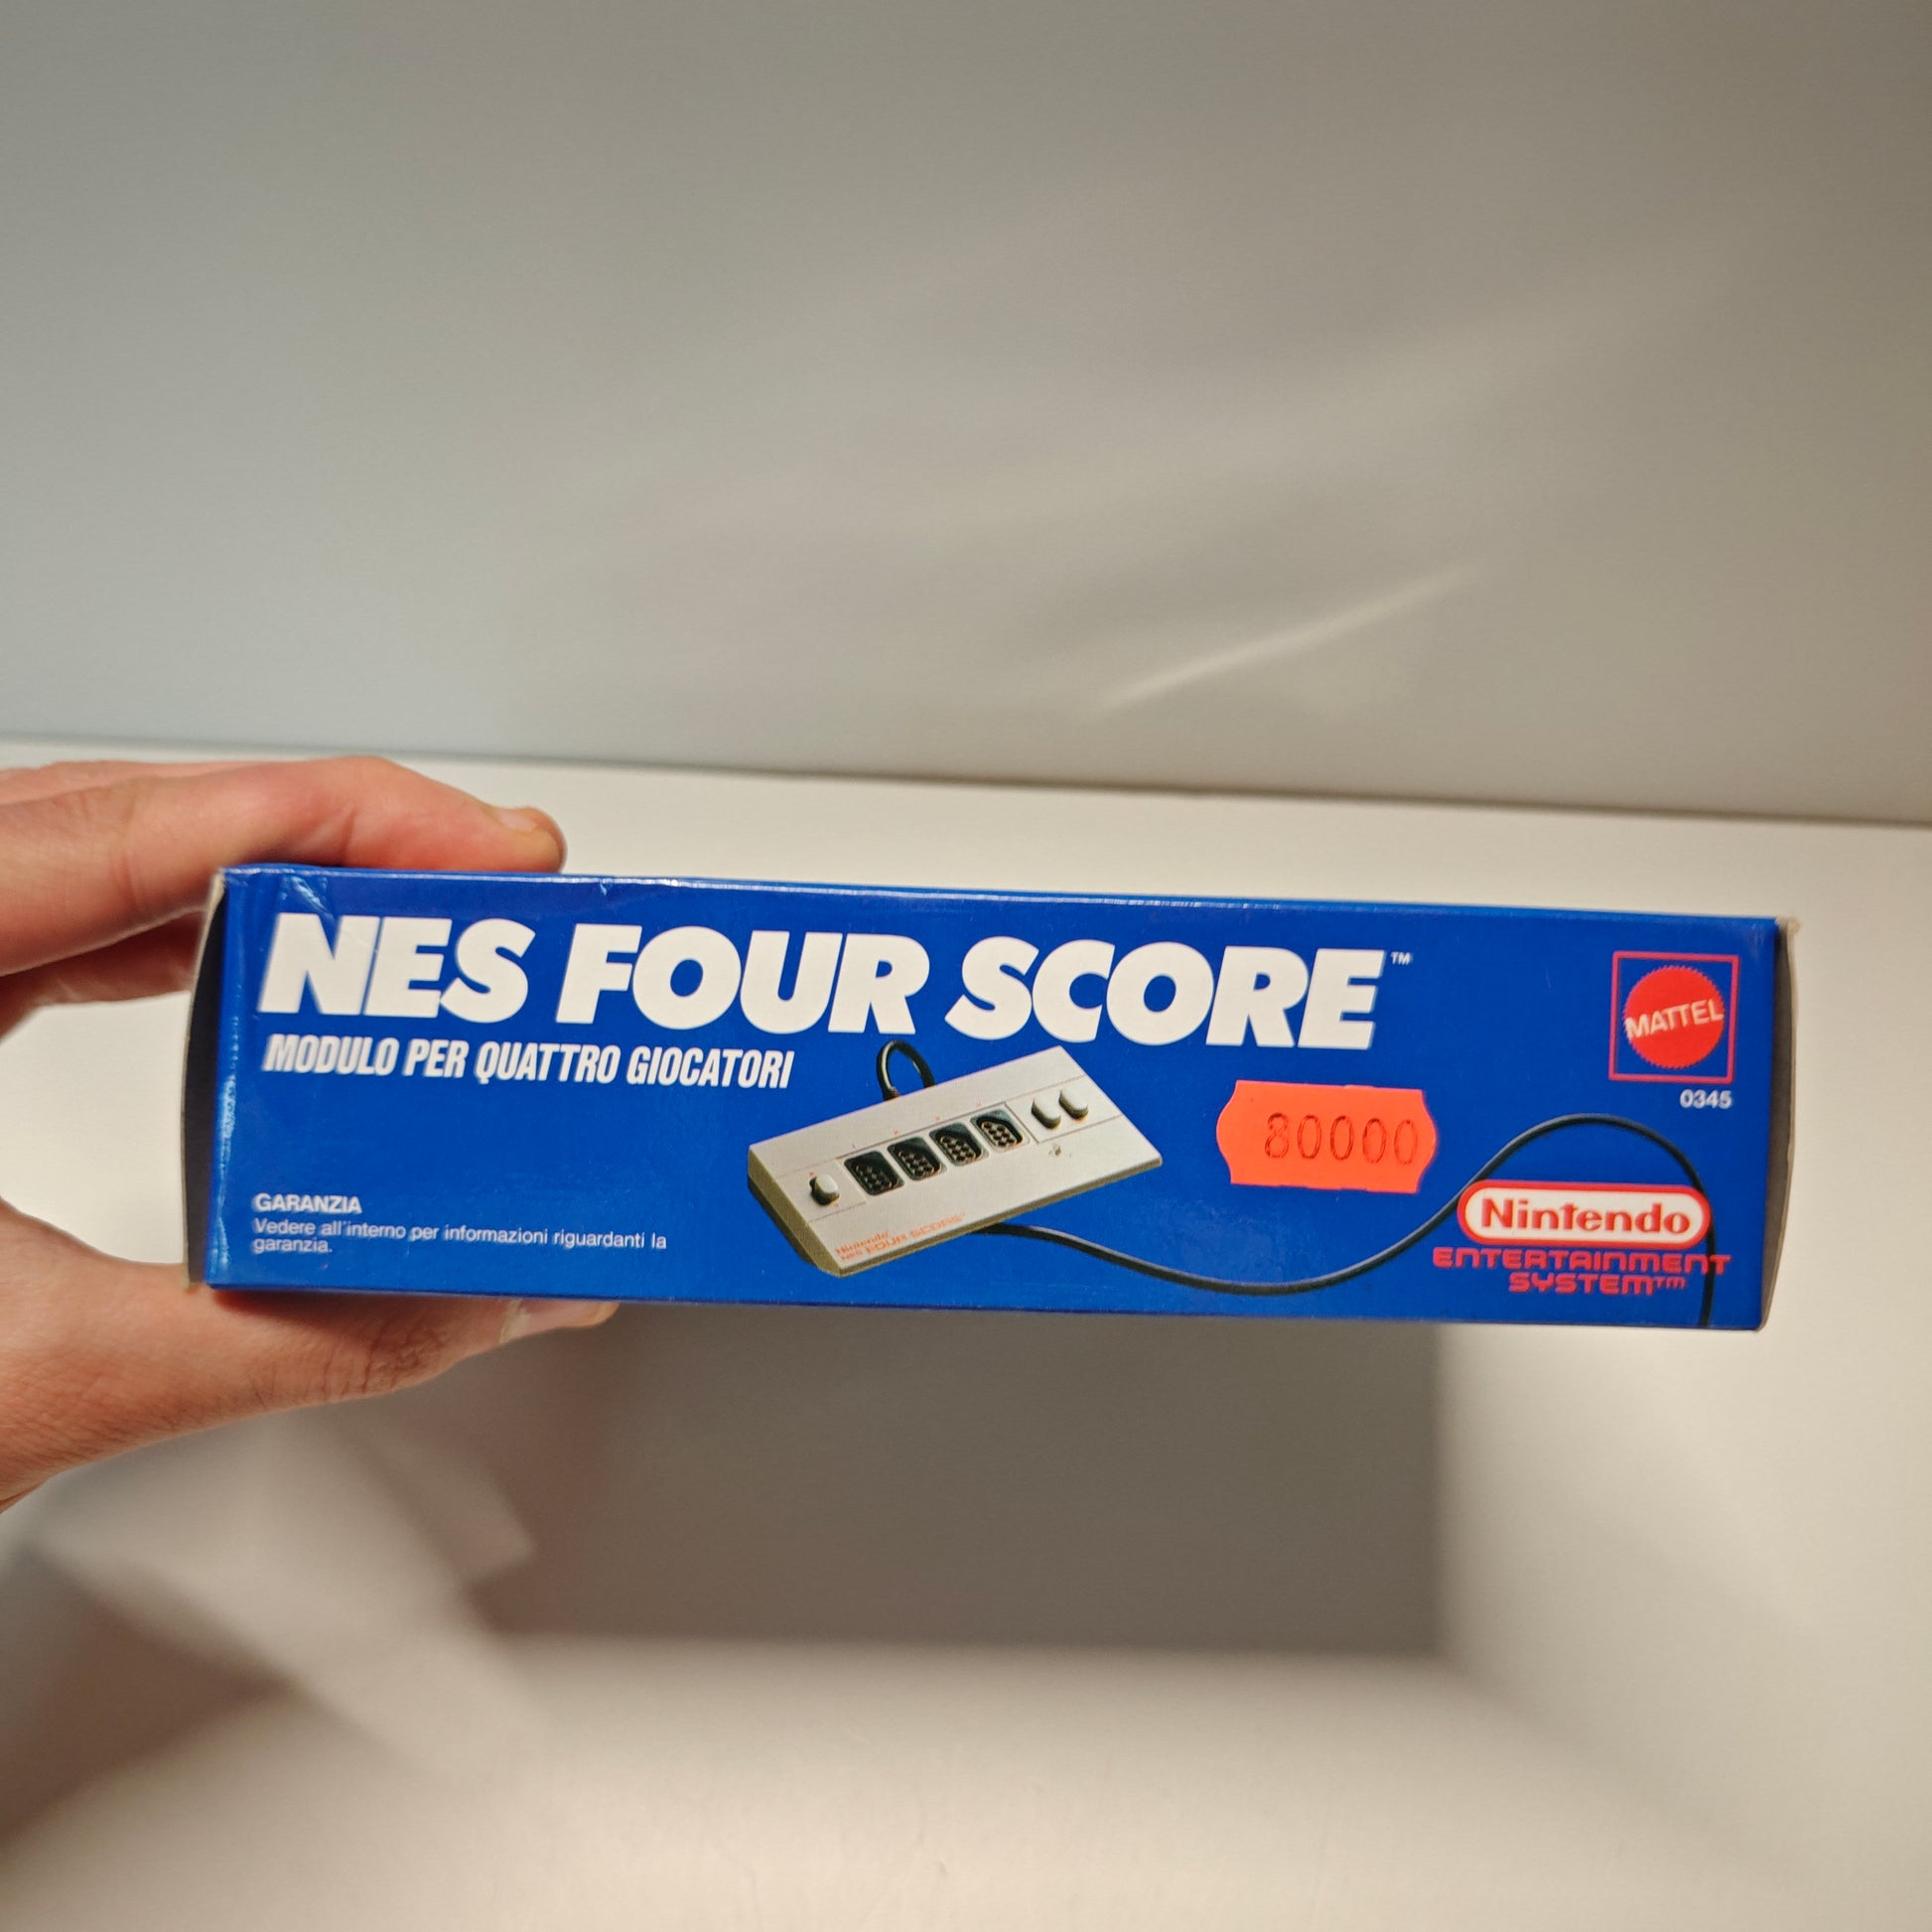 NES FOUR SCORE™
MODULO PER QUATTRO GIOCATORI
MATTEL
0345
80000
GARANZIA
Vedere all'interno per informazioni riguardanti la
garanzia.
Nintendo
NES FOUR SCORE
Nintendo
ENTERTAINMENT
SYSTEM™